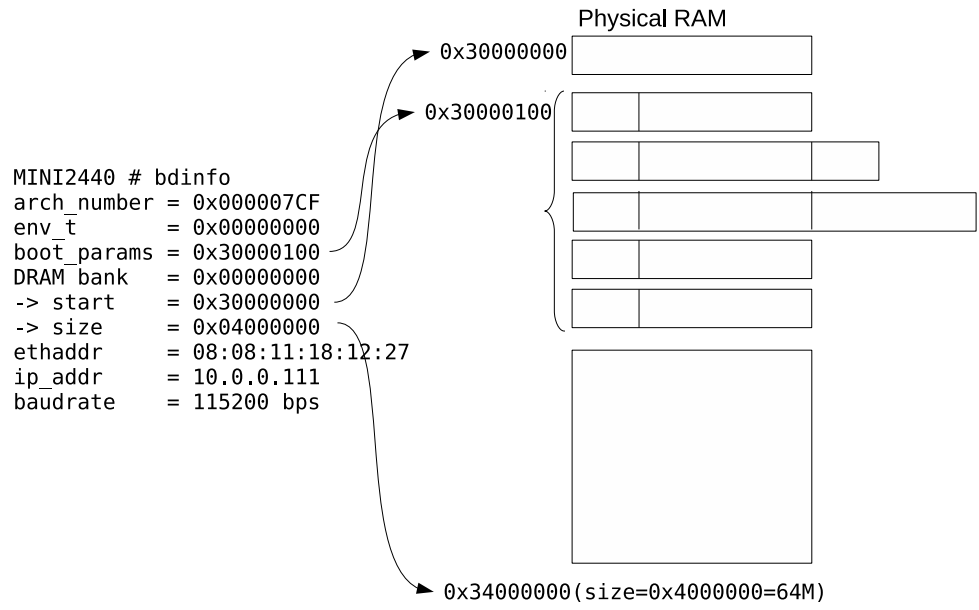 Physical RAM
0x30000000
0x30000100
MINI2440 # bdinfo
arch_number = 0x000007CF
env_t       = 0x00000000
boot_params = 0x30000100
DRAM bank   = 0x00000000
-> start    = 0x30000000
-> size     = 0x04000000
ethaddr     = 08:08:11:18:12:27
ip_addr     = 10.0.0.111
baudrate    = 115200 bps
0x34000000(size=0x4000000=64M)